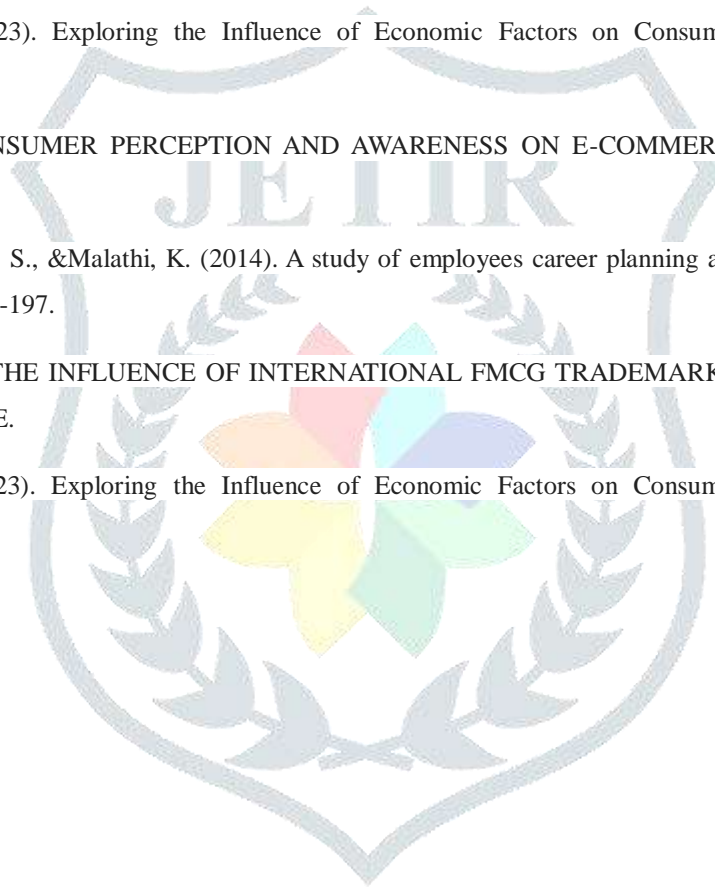 23). Exploring the Influence of Economic Factors on Consum
NSUMER PERCEPTION AND AWARENESS ON E-COMMER
JETIR
S., &Malathi, K. (2014). A study of employees career planning a
-197.
THE INFLUENCE OF INTERNATIONAL FMCG TRADEMARK
E.
23). Exploring the Influence of Economic Factors on Consum